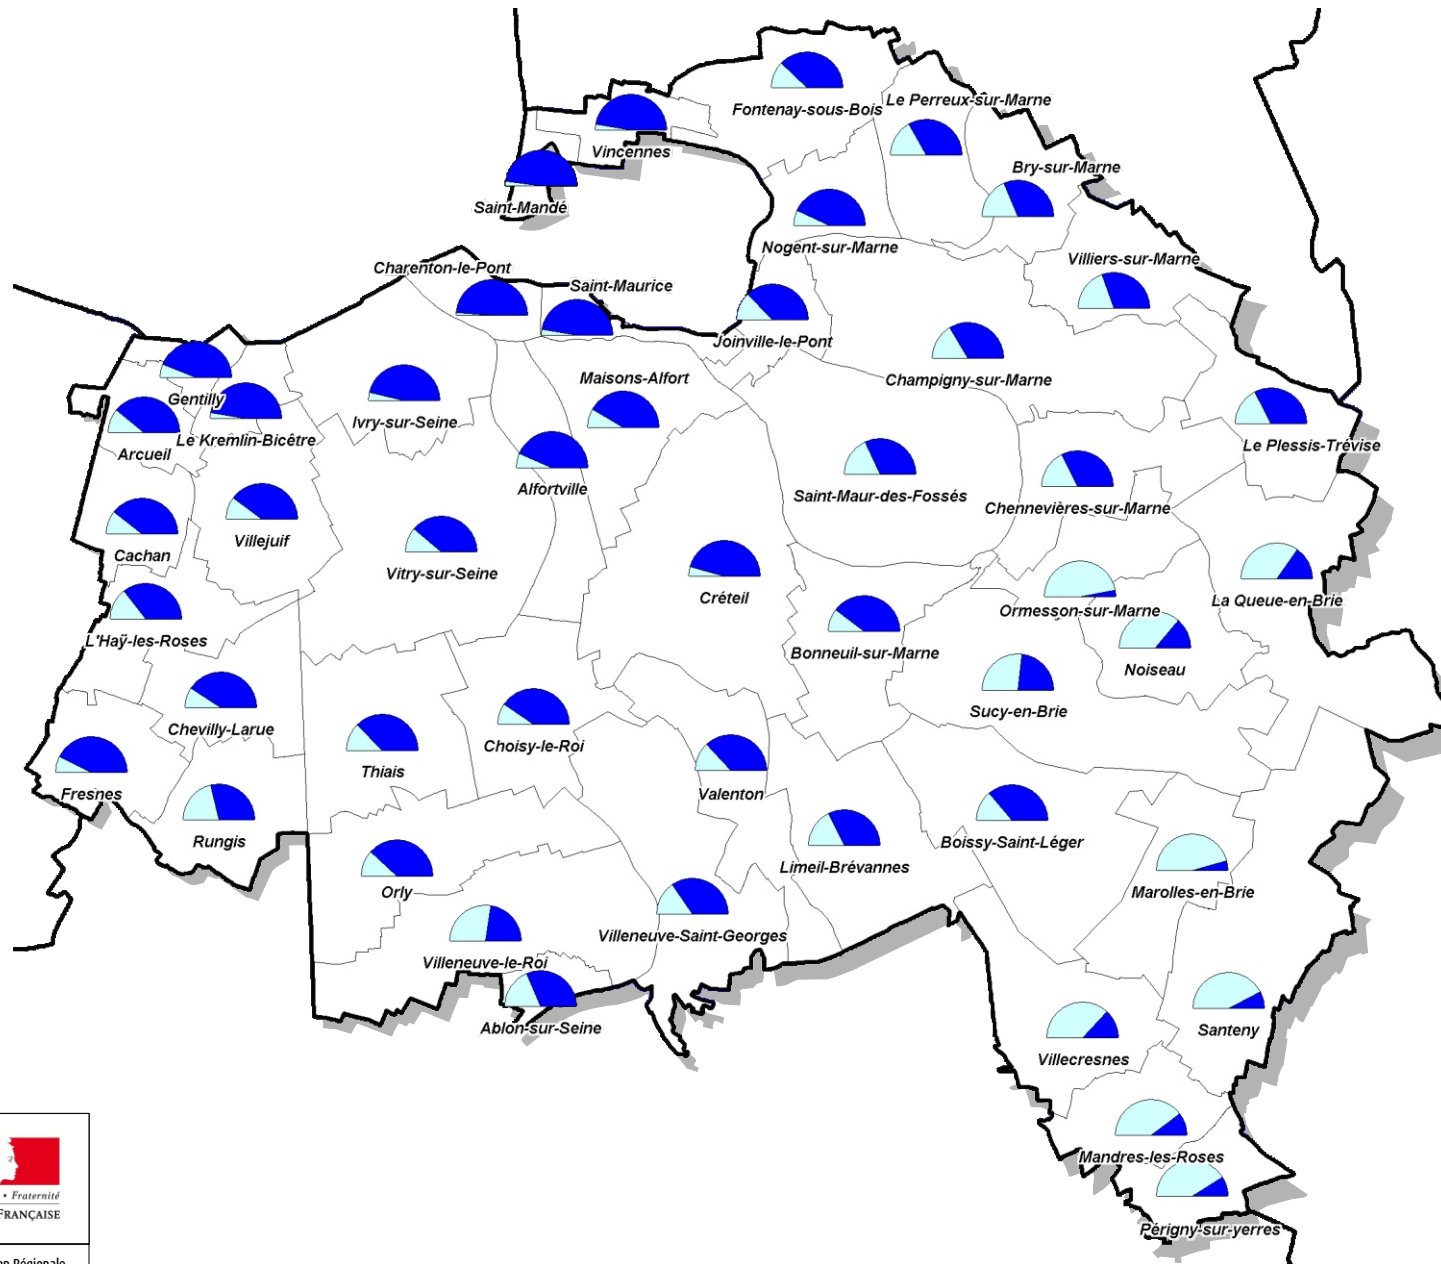 Fontenay-sous-Bois
Le Perreux-sur-Marne
Vincennes
Bry-sur-Marne
Saint-Mandé
Nogent-sur-Marne
Villiers-sur-Marne
Charenton-le-Pont
Saint-Maurice
Joinville-le-Pont
Champigny-sur-Marne
Maisons-Alfort
Gentilly
Ivry-sur-Seine
Le Kremlin-Bicêtre
Arcueil
Le Plessis-Trévise
Alfortville
Saint-Maur-des-Fossés
Chennevières-sur-Marne
Villejuif
Cachan
Vitry-sur-Seine
Créteil
La Queue-en-Brie
Ormesson-sur-Marne
L'Haÿ-les-Roses
Bonneuil-sur-Marne
Noiseau
Sucy-en-Brie
Chevilly-Larue
Choisy-le-Roi
Thiais
Fresnes
Valenton
Rungis
Boissy-Saint-Léger
Limeil-Brévannes
Orly
Marolles-en-Brie
Villeneuve-Saint-Georges
Villeneuve-le-Roi
Ablon-sur-Seine
Santeny
Villecresnes
Mandres-les-Roses
Périgny-sur-yerres
• Fraternité
FRANÇAISE
on Régionale